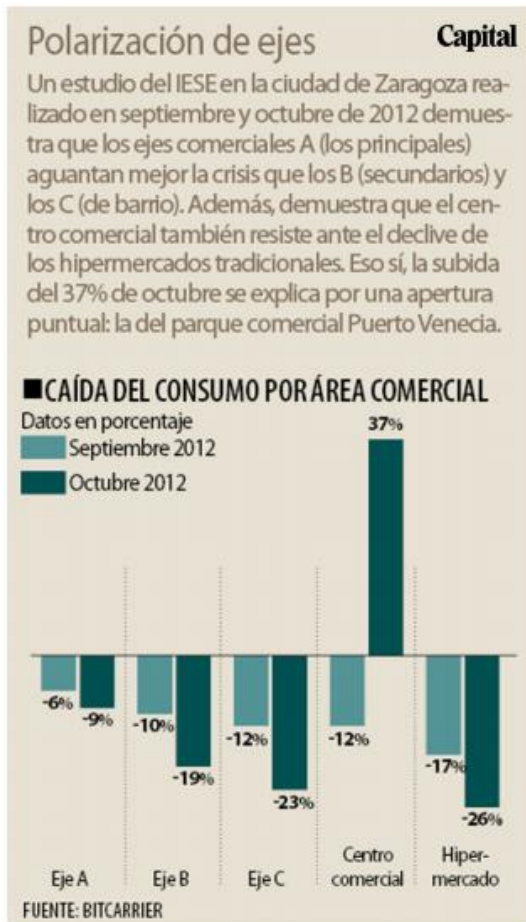 Polarización de ejes
Capital
Un estudio del IESE en la ciudad de Zaragoza rea-
lizado en septiembre y octubre de 2012 demues-
tra que los ejes comerciales A (los principales)
aguantan mejor la crisis que los B (secundarios) y
los C (de barrio). Además, demuestra que el cen-
tro comercial también resiste ante el declive de
los hipermercados tradicionales. Eso sí, la subida
del 37% de octubre se explica por una apertura
puntual: la del parque comercial Puerto Venecia.
CAÍDA DEL CONSUMO POR ÁREA COMERCIAL
Datos en porcentaje
Septiembre 2012
Octubre 2012
37%
-6%
-9%
-10%
-19%
-12%
-23%
-12%
-17%
-26%
Eje A
Eje B
Eje C
Centro
comercial
Hiper-
mercado
FUENTE: BITCARRIER